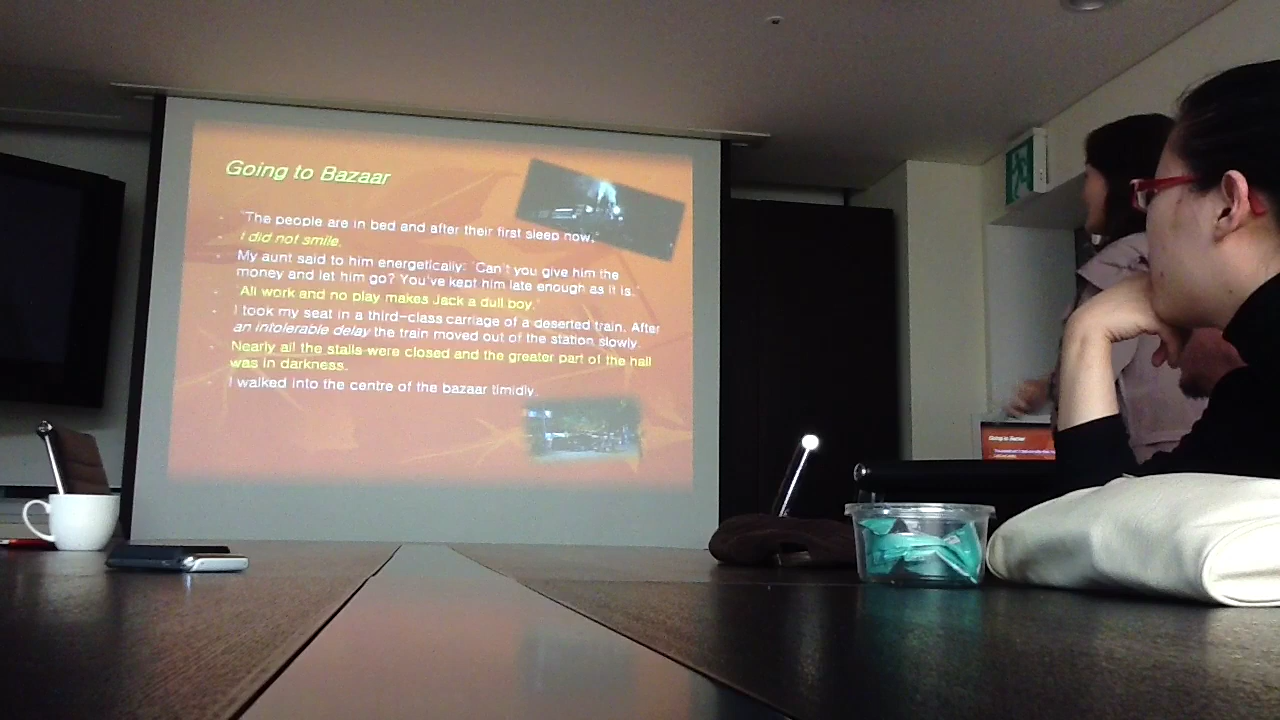 Going to Bazaar
'The people are in bed and after their first sleep now.'
I did not smile.
My aunt said to him energetically: 'Can't you give him the
money and let him go? You've kept him late enough as it is.'
'All work and no play makes Jack a dull boy.'
I took my seat in a third-class carriage of a deserted train. After
an intolerable delay the train moved out of the station slowly.
Nearly all the stalls were closed and the greater part of the hall
was in darkness.
I walked into the centre of the bazaar timidly.
Going to Bazaar